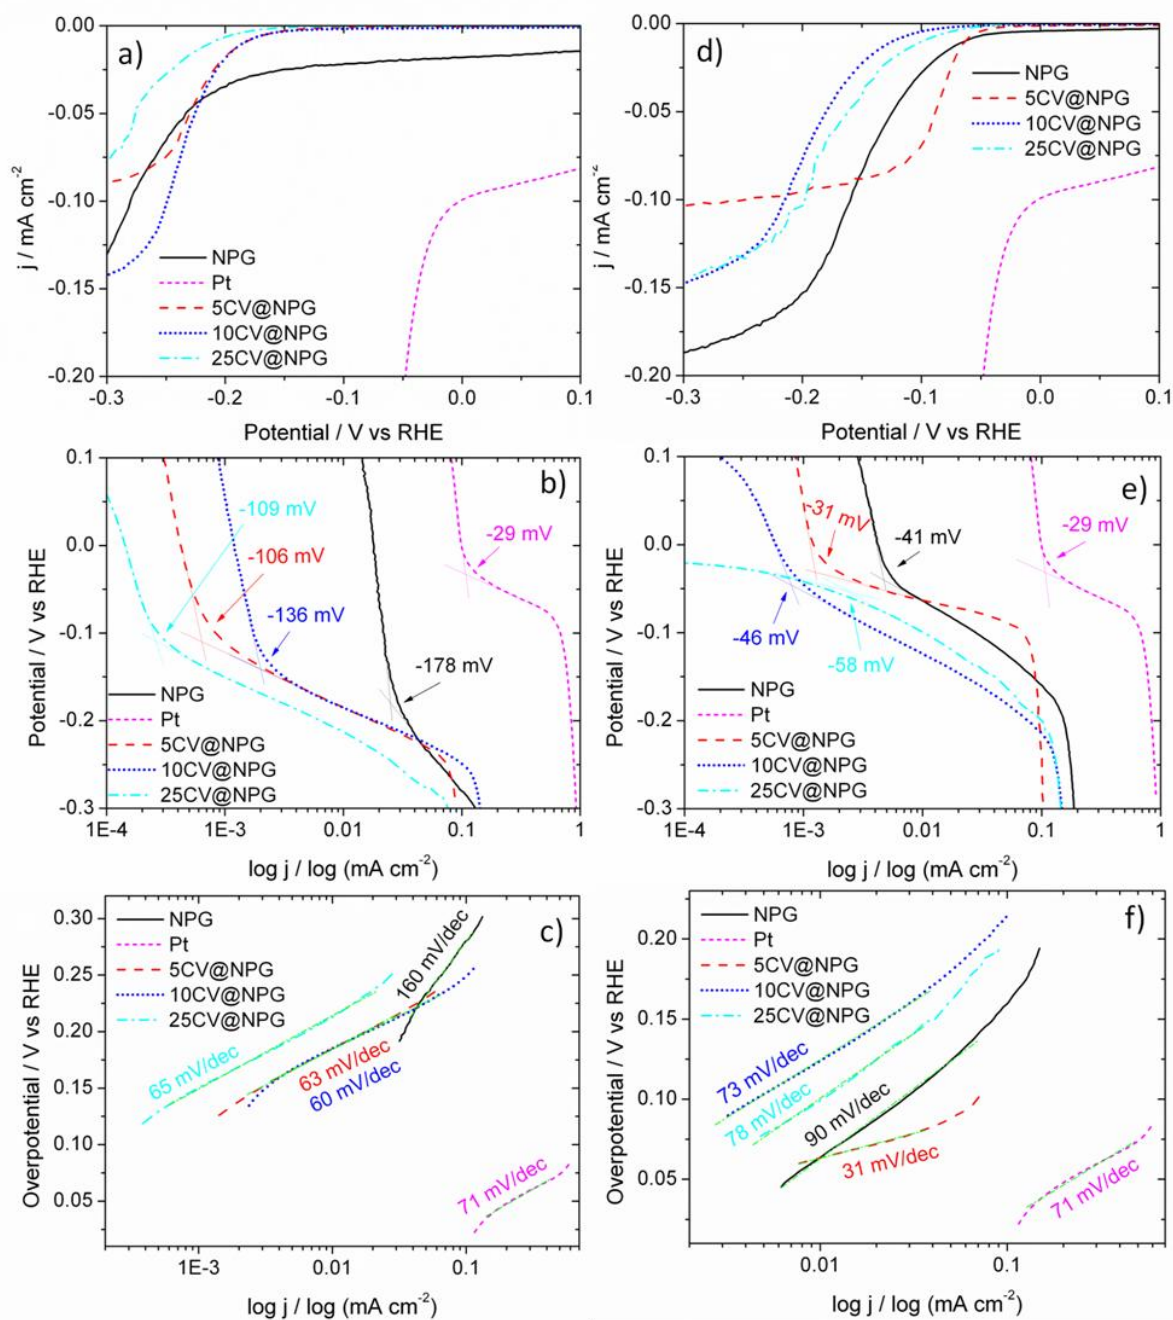 a)
0.00
-0.05
-0.10
-0.15
-0.20
j / mA cm-2
NPG
Pt
5CV@NPG
10CV@NPG
25CV@NPG
-0.3
-0.2
-0.1
0.0
0.1
Potential / V vs RHE
d)
0.00
-0.05
-0.10
-0.15
-0.20
j / mA cm-2
NPG
5CV@NPG
10CV@NPG
25CV@NPG
-0.3
-0.2
-0.1
0.0
0.1
Potential / V vs RHE
b)
0.1
0.0
-0.1
-0.2
-0.3
Potential / V vs RHE
-109 mV
-106 mV
-136 mV
-178 mV
-29 mV
NPG
Pt
5CV@NPG
10CV@NPG
25CV@NPG
1E-4
1E-3
0.01
0.1
1
log j / log (mA cm-2)
e)
0.1
0.0
-0.1
-0.2
-0.3
Potential / V vs RHE
-31 mV
-41 mV
-29 mV
-46 mV
-58 mV
NPG
Pt
5CV@NPG
10CV@NPG
25CV@NPG
1E-4
1E-3
0.01
0.1
1
log j / log (mA cm-2)
c)
0.30
0.25
0.20
0.15
0.10
0.05
Overpotential / V vs RHE
NPG
Pt
5CV@NPG
10CV@NPG
25CV@NPG
160 mV/dec
65 mV/dec
63 mV/dec
60 mV/dec
71 mV/dec
1E-3
0.01
0.1
log j / log (mA cm-2)
f)
0.20
0.15
0.10
0.05
Overpotential / V vs RHE
NPG
Pt
5CV@NPG
10CV@NPG
25CV@NPG
73 mV/dec
78 mV/dec
90 mV/dec
31 mV/dec
71 mV/dec
0.01
0.1
log j / log (mA cm-2)